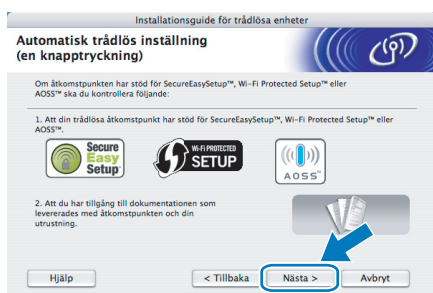 Installationsguide för trådlösa enheter
Automatisk trådlös inställning
(en knapptryckning)
Om åtkomstpunkten har stöd för SecureEasySetup™, Wi-Fi Protected Setup™ eller
AOSS™ ska du kontrollera följande:
1. Att din trådlösa åtkomstpunkt har stöd för SecureEasySetup™, Wi-Fi Protected Setup™ eller
AOSS™.
Secure
Easy
Setup
WI-FI PROTECTED
SETUP
AOSS™
2. Att du har tillgång till dokumentationen som
levererades med åtkomstpunkten och din
utrustning.
Hjälp
< Tillbaka
Nästa >
Avbryt